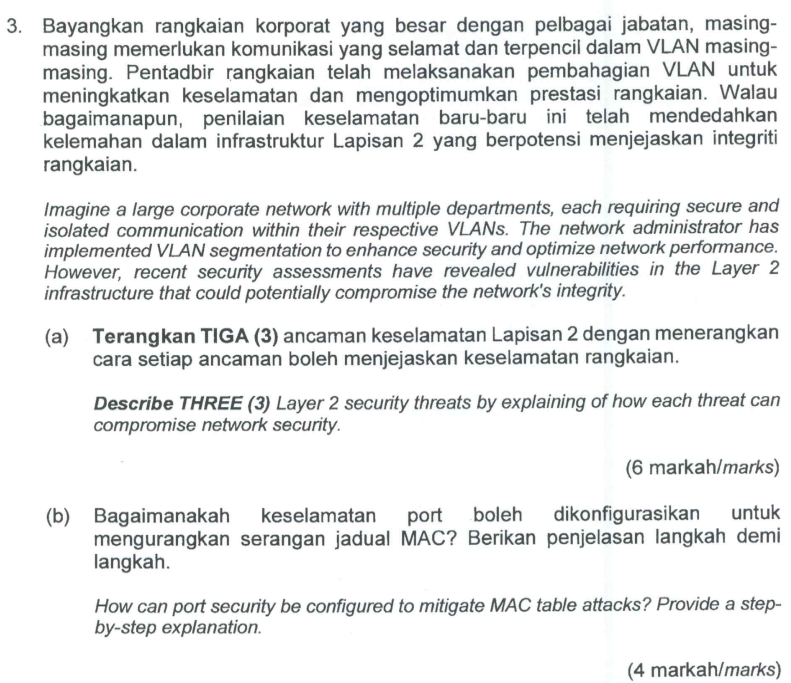 3. Bayangkan rangkaian korporat yang besar dengan pelbagai jabatan, masing-
masing memerlukan komunikasi yang selamat dan terpencil dalam VLAN masing-
masing. Pentadbir rangkaian telah melaksanakan pembahagian VLAN untuk
meningkatkan keselamatan dan mengoptimumkan prestasi rangkaian. Walau
bagaimanapun, penilaian keselamatan baru-baru ini telah mendedahkan
kelemahan dalam infrastruktur Lapisan 2 yang berpotensi menjejaskan integriti
rangkaian.
Imagine a large corporate network with multiple departments, each requiring secure and
isolated communication within their respective VLANs. The network administrator has
implemented VLAN segmentation to enhance security and optimize network performance.
However, recent security assessments have revealed vulnerabilities in the Layer 2
infrastructure that could potentially compromise the network's integrity.
(a) Terangkan TIGA (3) ancaman keselamatan Lapisan 2 dengan menerangkan
cara setiap ancaman boleh menjejaskan keselamatan rangkaian.
Describe THREE (3) Layer 2 security threats by explaining of how each threat can
compromise network security.
(6 markah/marks)
(b) Bagaimanakah keselamatan port boleh dikonfigurasikan untuk
mengurangkan serangan jadual MAC? Berikan penjelasan langkah demi
langkah.
How can port security be configured to mitigate MAC table attacks? Provide a step-
by-step explanation.
(4 markah/marks)